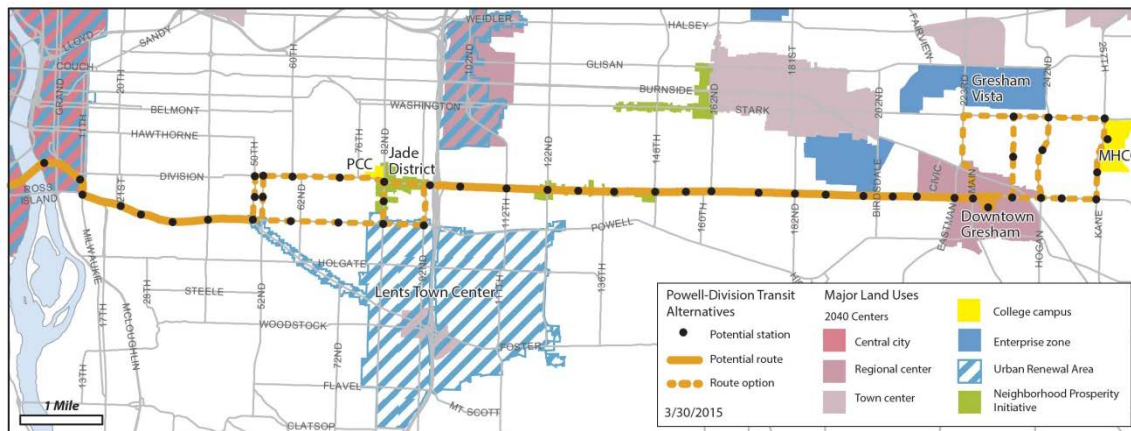 WEIDLER
HALSEY
FAIRVIEW
257TH
LLOYD
SANDY
60TH
102ND
GLISAN
181ST
COUCH
20TH
BURNSIDE
223RD
242ND
GRAND
11TH
BELMONT
WASHINGTON
162ND
STARK
202ND
Gresham
Vista
HAWTHORNE
76TH
82ND
122ND
148TH
50TH
PCC
Jade
District
MHCC
DIVISION
CIVIC
MAIN
ROSS
ISLAND
21ST
62ND
112TH
POWELL
160TH
182ND
BIRDSDALE
EASTMAN
Downtown
Gresham
HOGAN
KANE
MILWAUKIE
28TH
HOLGATE
92ND
136TH
STEELE
52ND
Lents Town Center
17TH
MCLOUGHLIN
WOODSTOCK
72ND
FOSTER
13TH
FLAVEL
MT SCOTT
CLATSOP
1 Mile
Powell-Division Transit
Alternatives
Potential station
Potential route
Route option
3/30/2015
Major Land Uses
2040 Centers
Central city
Regional center
Town center
College campus
Enterprise zone
Urban Renewal Area
Neighborhood Prosperity
Initiative